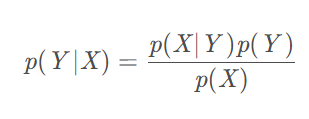 p(Y|X) = p(X|Y)p(Y) / p(X)